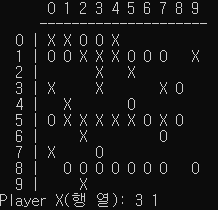 0 1 2 3 4 5 6 7 8 9
   ---------------------
0 | X X O O X
1 | O O X X X O O O   X
2 |       X   X
3 | X     X       X O
4 |   X       O
5 | O X X X X X O X O
6 |     X         O
7 | X     O
8 |   O O O O O O O   O
9 |     X
Player X(행 열): 3 1